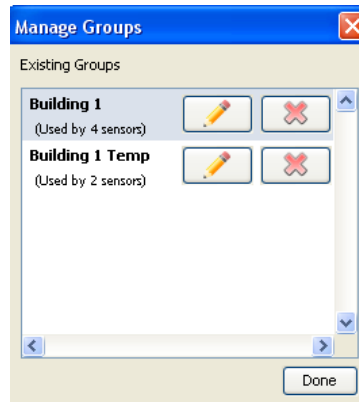 Manage Groups
Existing Groups
Building 1
(Used by 4 sensors)
Building 1 Temp
(Used by 2 sensors)
Done